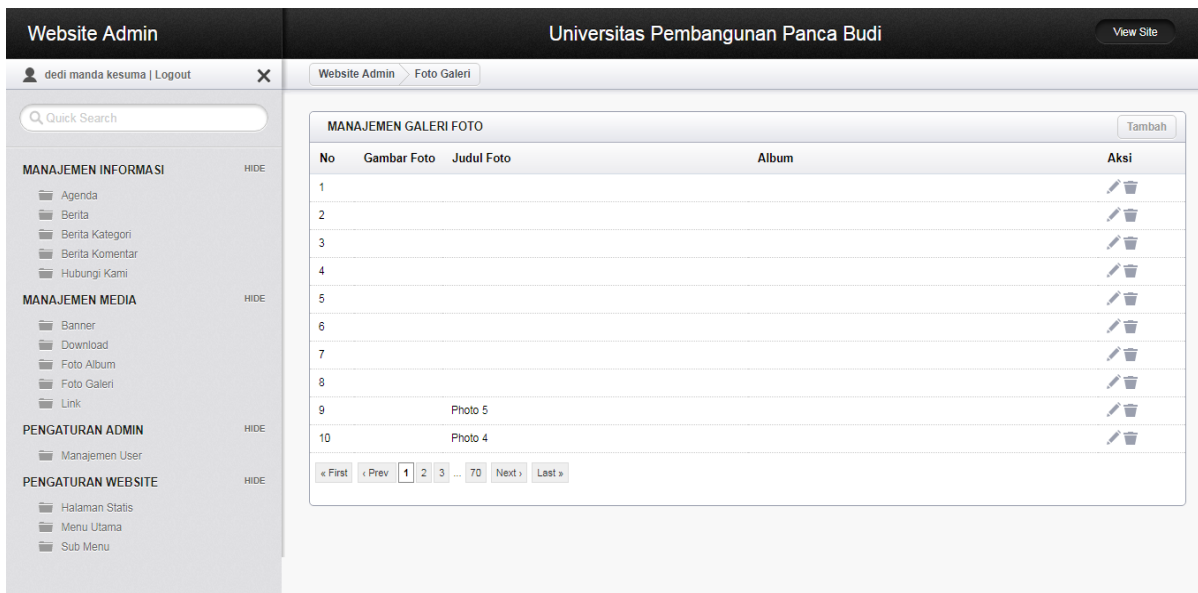 Website Admin
Universitas Pembangunan Panca Budi
View Site
dedi manda kesuma | Logout
Website Admin
Foto Galeri
Quick Search
MANAJEMEN INFORMASI HIDE
Agenda
Berita
Berita Kategori
Berita Komentar
Hubungi Kami
MANAJEMEN MEDIA HIDE
Banner
Download
Foto Album
Foto Galeri
Link
PENGATURAN ADMIN HIDE
Manajemen User
PENGATURAN WEBSITE HIDE
Halaman Statis
Menu Utama
Sub Menu
MANAJEMEN GALERI FOTO
Tambah
No Gambar Foto Judul Foto Album Aksi
1
2
3
4
5
6
7
8
9 Photo 5
10 Photo 4
« First ‹ Prev 1 2 3 ... 70 Next › Last »